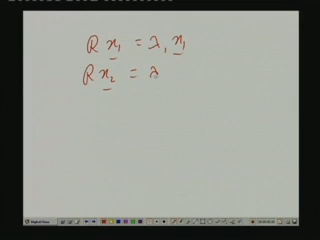 R x₁ = λ₁ x₁
R x₂ = λ